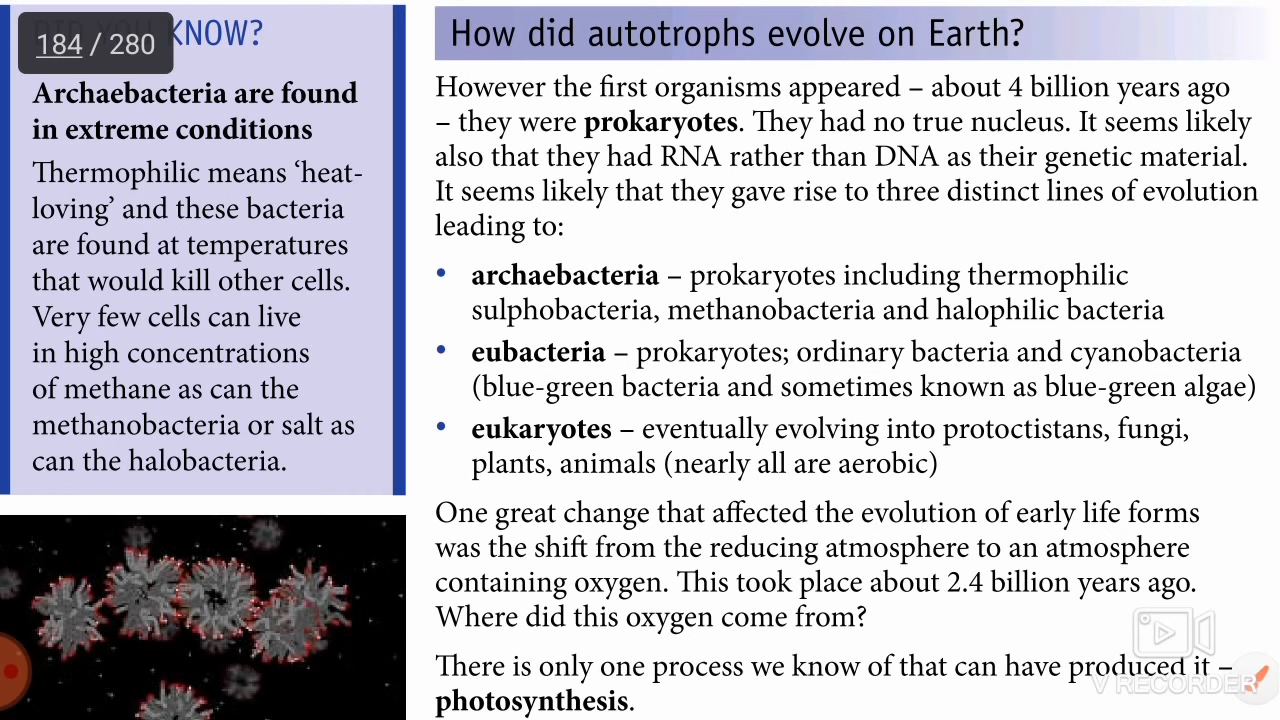 184 / 280
KNOW?
Archaebacteria are found
in extreme conditions
Thermophilic means ‘heat-
loving’ and these bacteria
are found at temperatures
that would kill other cells.
Very few cells can live
in high concentrations
of methane as can the
methanobacteria or salt as
can the halobacteria.
How did autotrophs evolve on Earth?
However the first organisms appeared – about 4 billion years ago
– they were prokaryotes. They had no true nucleus. It seems likely
also that they had RNA rather than DNA as their genetic material.
It seems likely that they gave rise to three distinct lines of evolution
leading to:
• archaebacteria – prokaryotes including thermophilic
sulphobacteria, methanobacteria and halophilic bacteria
• eubacteria – prokaryotes; ordinary bacteria and cyanobacteria
(blue-green bacteria and sometimes known as blue-green algae)
• eukaryotes – eventually evolving into protoctistans, fungi,
plants, animals (nearly all are aerobic)
One great change that affected the evolution of early life forms
was the shift from the reducing atmosphere to an atmosphere
containing oxygen. This took place about 2.4 billion years ago.
Where did this oxygen come from?
There is only one process we know of that can have produced it –
photosynthesis.
V RECORDER